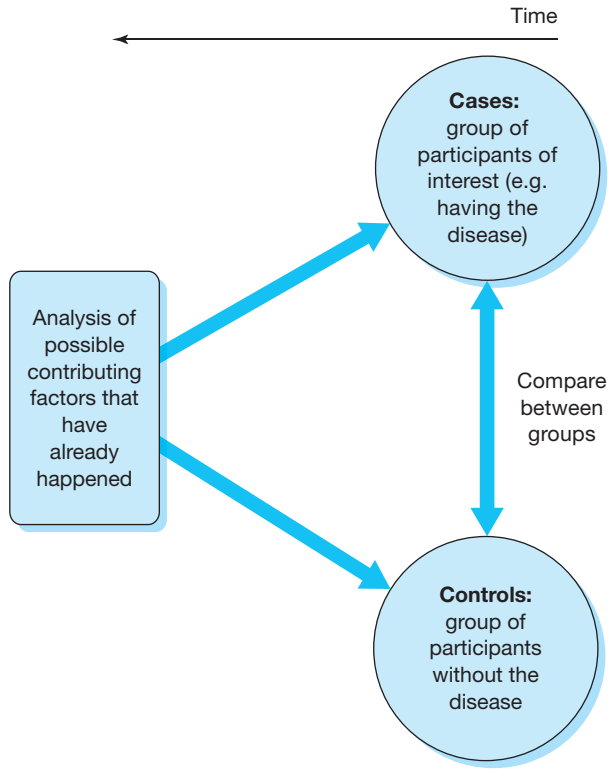 Time
Cases:
group of
participants of
interest (e.g.
having the
disease)
Analysis of
possible
contributing
factors that
have
already
happened
Compare
between
groups
Controls:
group of
participants
without the
disease